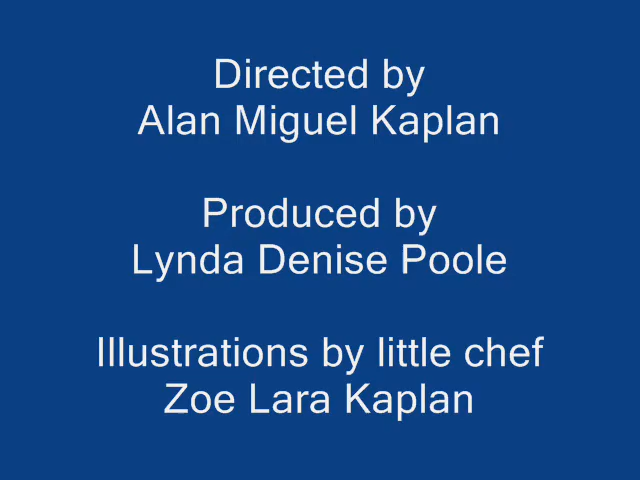 Directed by
Alan Miguel Kaplan
Produced by
Lynda Denise Poole
Illustrations by little chef
Zoe Lara Kaplan